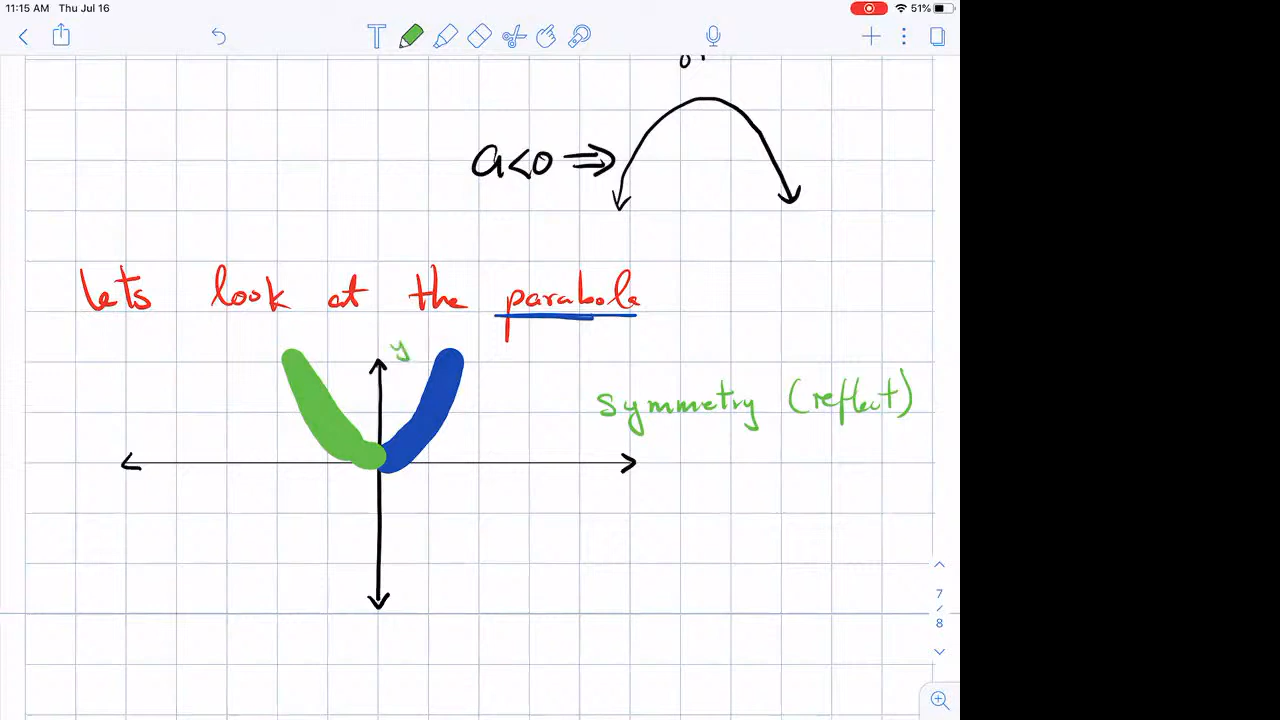 11:15 AM Thu Jul 16
51%
T
a<0 ⇒
lets look at the parabola
y
symmetry (reflect)
7
/
8